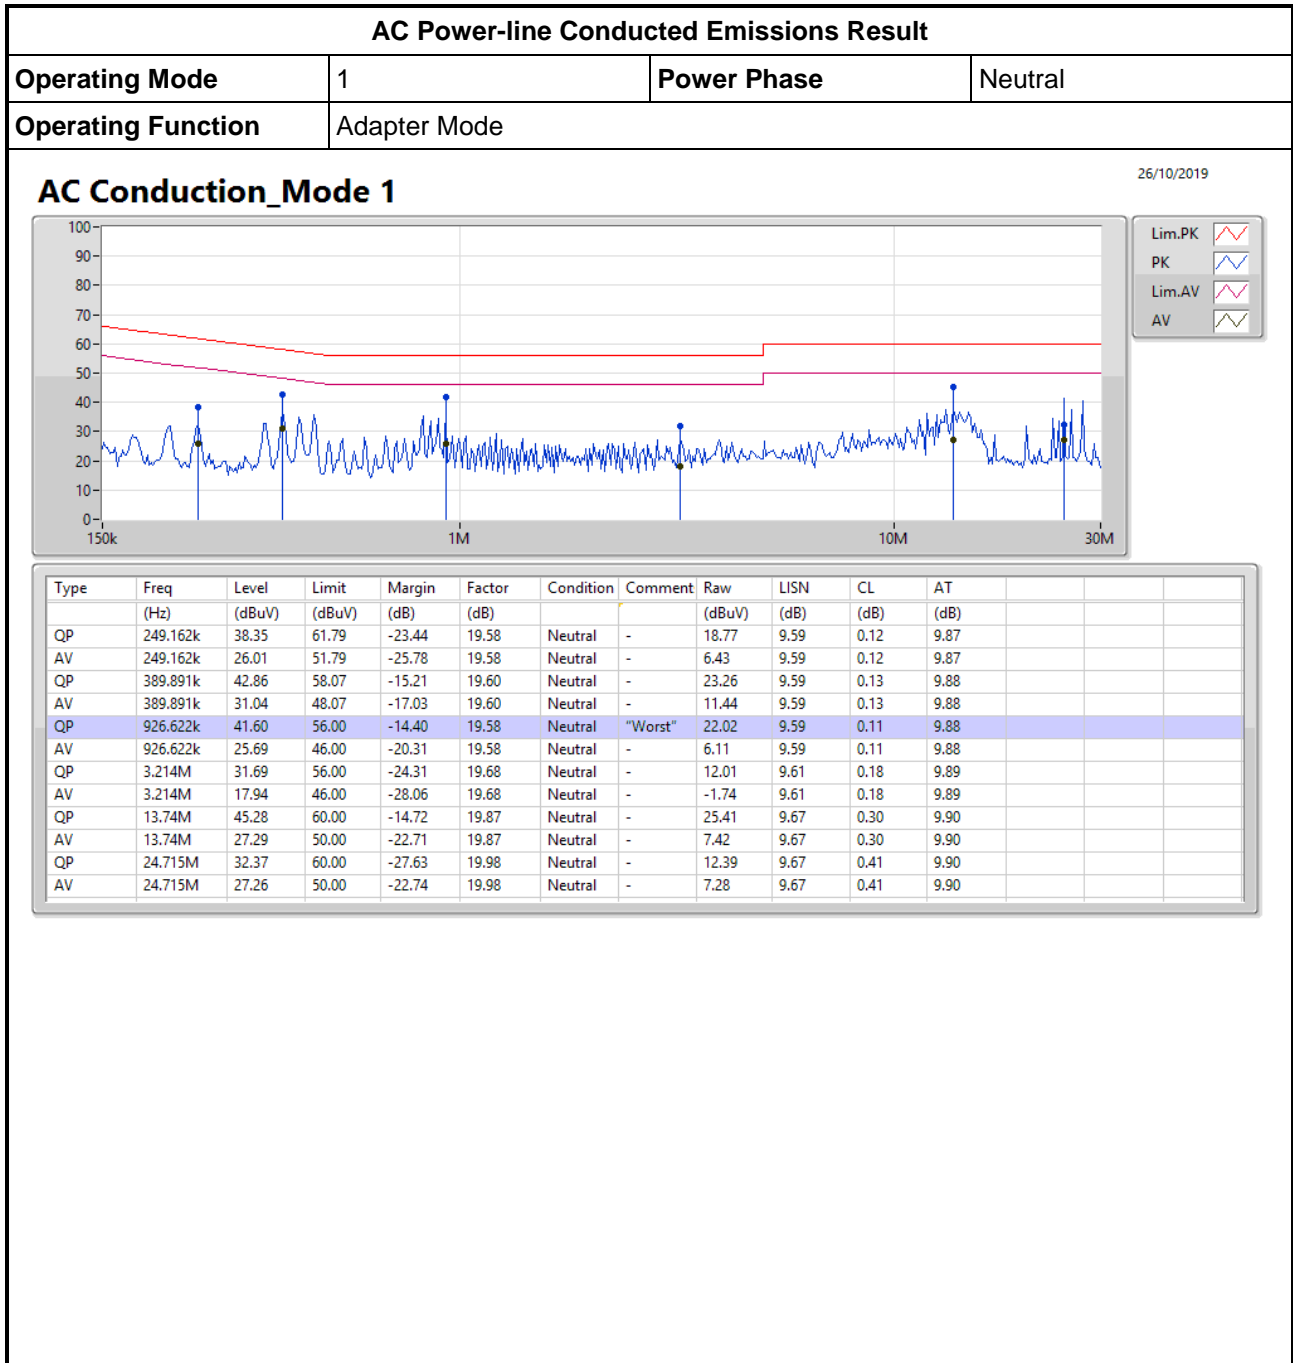 AC Power-line Conducted Emissions Result
Operating Mode 1 Power Phase Neutral
Operating Function Adapter Mode
26/10/2019
AC Conduction_Mode 1
100
90
80
70
60
50
40
30
20
10
0
150k 1M 10M 30M
Lim.PK
PK
Lim.AV
AV
Type Freq Level Limit Margin Factor Condition Comment Raw LISN CL AT
(Hz) (dBuV) (dBuV) (dB) (dB) (dBuV) (dB) (dB) (dB)
QP 249.162k 38.35 61.79 -23.44 19.58 Neutral - 18.77 9.59 0.12 9.87
AV 249.162k 26.01 51.79 -25.78 19.58 Neutral - 6.43 9.59 0.12 9.87
QP 389.891k 42.86 58.07 -15.21 19.60 Neutral - 23.26 9.59 0.13 9.88
AV 389.891k 31.04 48.07 -17.03 19.60 Neutral - 11.44 9.59 0.13 9.88
QP 926.622k 41.60 56.00 -14.40 19.58 Neutral "Worst" 22.02 9.59 0.11 9.88
AV 926.622k 25.69 46.00 -20.31 19.58 Neutral - 6.11 9.59 0.11 9.88
QP 3.214M 31.69 56.00 -24.31 19.68 Neutral - 12.01 9.61 0.18 9.89
AV 3.214M 17.94 46.00 -28.06 19.68 Neutral - -1.74 9.61 0.18 9.89
QP 13.74M 45.28 60.00 -14.72 19.87 Neutral - 25.41 9.67 0.30 9.90
AV 13.74M 27.29 50.00 -22.71 19.87 Neutral - 7.42 9.67 0.30 9.90
QP 24.715M 32.37 60.00 -27.63 19.98 Neutral - 12.39 9.67 0.41 9.90
AV 24.715M 27.26 50.00 -22.74 19.98 Neutral - 7.28 9.67 0.41 9.90